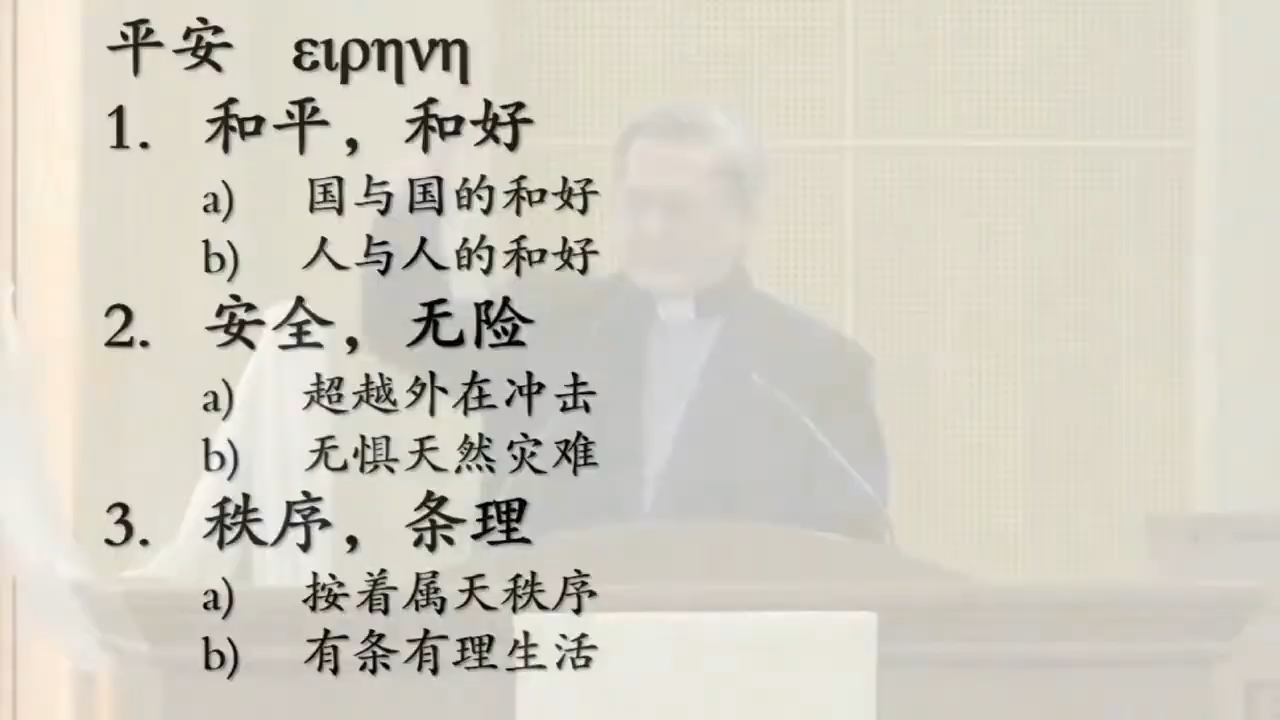 平安 ειρηνη
1. 和平，和好
a) 国与国的和好
b) 人与人的和好
2. 安全，无险
a) 超越外在冲击
b) 无惧天然灾难
3. 秩序，条理
a) 按着属天秩序
b) 有条有理生活